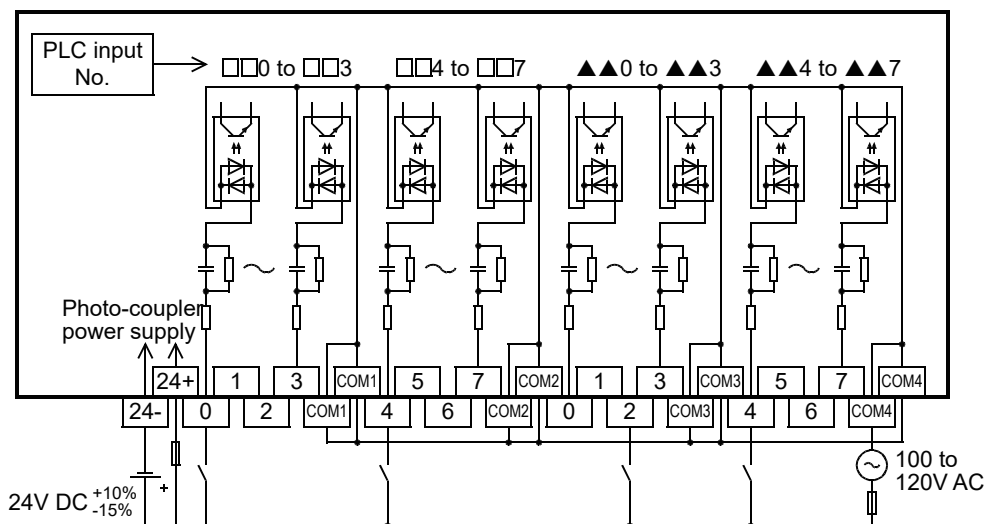 PLC input
No.
□□0 to □□3
□□4 to □□7
▲▲0 to ▲▲3
▲▲4 to ▲▲7
Photo-coupler
power supply
24+ 1 3 COM1 5 7 COM2 1 3 COM3 5 7 COM4
24- 0 2 COM1 4 6 COM2 0 2 COM3 4 6 COM4
24V DC +10%
-15%
+
100 to
120V AC